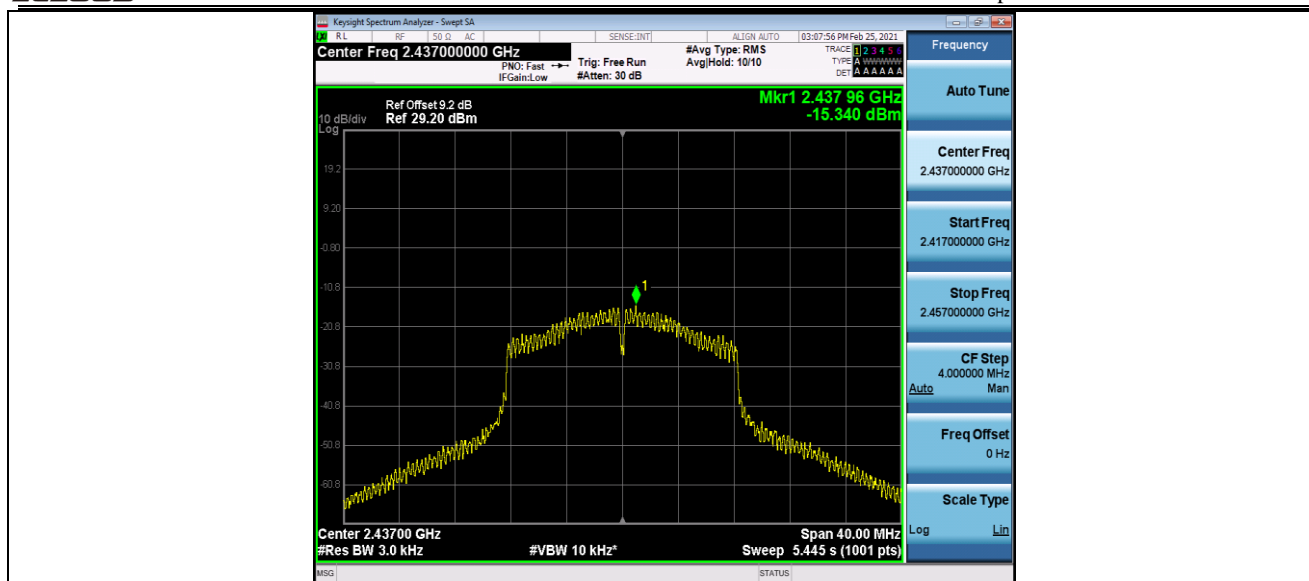 Keysight Spectrum Analyzer - Swept SA
RL RF 50 Ω AC SENSE:INT ALIGN AUTO 03:07:56 PM Feb 25, 2021
Center Freq 2.437000000 GHz
PNO: Fast
IFGain:Low
Trig: Free Run
#Atten: 30 dB
#Avg Type: RMS
Avg|Hold: 10/10
TRACE 1 2 3 4 5 6
TYPE A WWWWW
DET A A A A A A
Ref Offset 9.2 dB
Ref 29.20 dBm
10 dB/div
Log
Mkr1 2.437 96 GHz
-15.340 dBm
19.2
9.20
-0.80
-10.8
-20.8
-30.8
-40.8
-50.8
-60.8
1
Center 2.43700 GHz
Span 40.00 MHz
#Res BW 3.0 kHz
#VBW 10 kHz*
Sweep 5.445 s (1001 pts)
MSG
STATUS
Frequency
Auto Tune
Center Freq
2.437000000 GHz
Start Freq
2.417000000 GHz
Stop Freq
2.457000000 GHz
CF Step
4.000000 MHz
Auto Man
Freq Offset
0 Hz
Scale Type
Log Lin